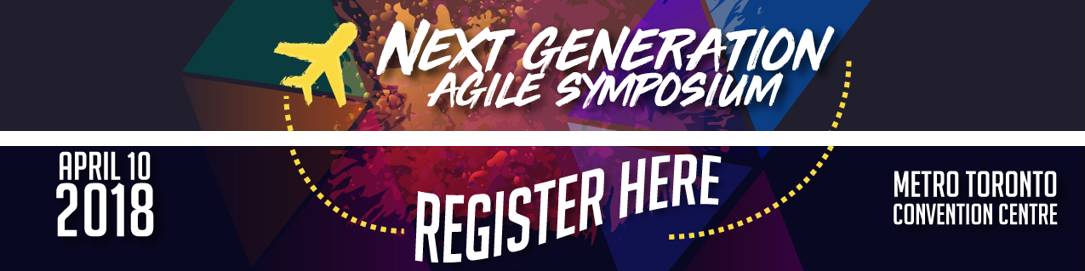 NEXT GENERATION
AGILE SYMPOSIUM
APRIL 10
2018
REGISTER HERE
METRO TORONTO
CONVENTION CENTRE